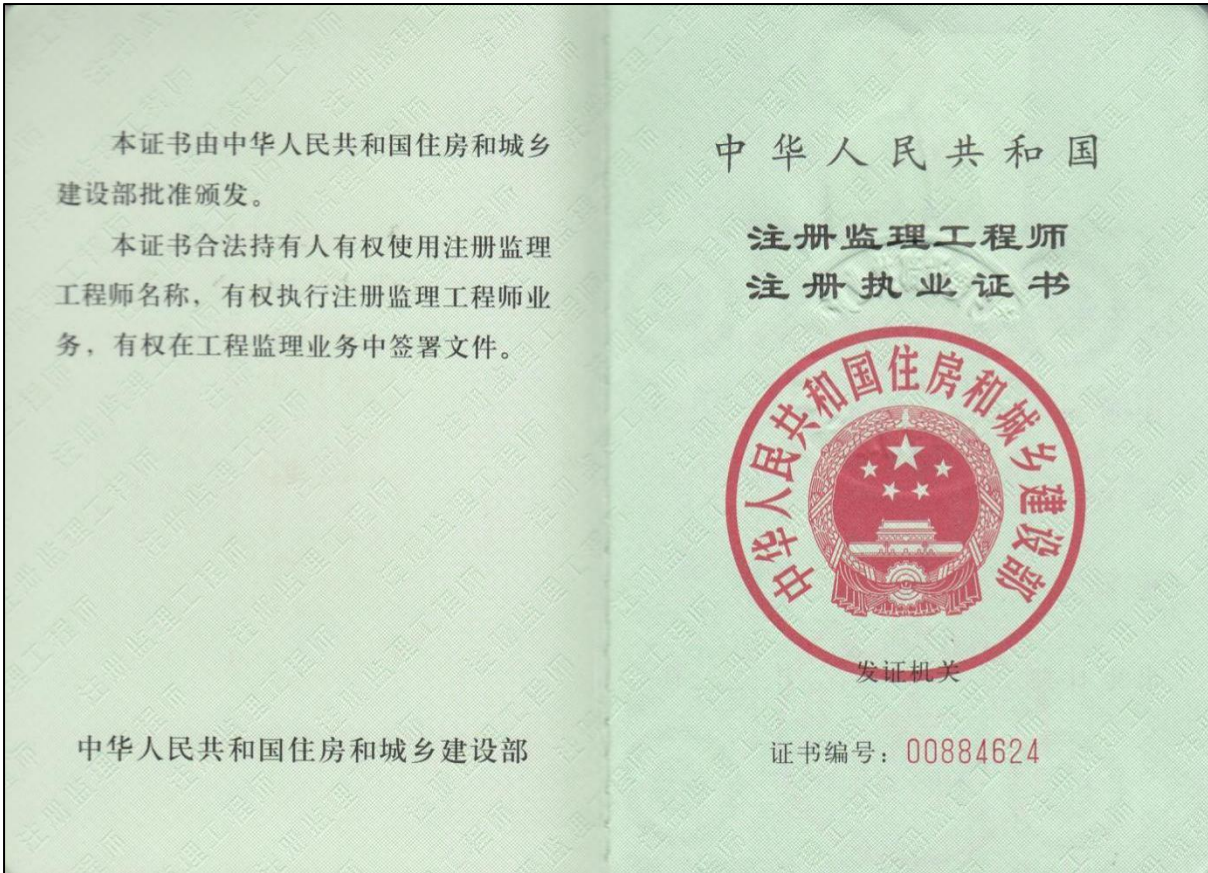 本证书由中华人民共和国住房和城乡
建设部批准颁发。
本证书合法持有人有权使用注册监理
工程师名称，有权执行注册监理工程师业
务，有权在工程监理业务中签署文件。
中华人民共和国住房和城乡建设部
中华人民共和国
注册监理工程师
注册执业证书
中华人民共和国住房和城乡建设部
发证机关
证书编号：00884624